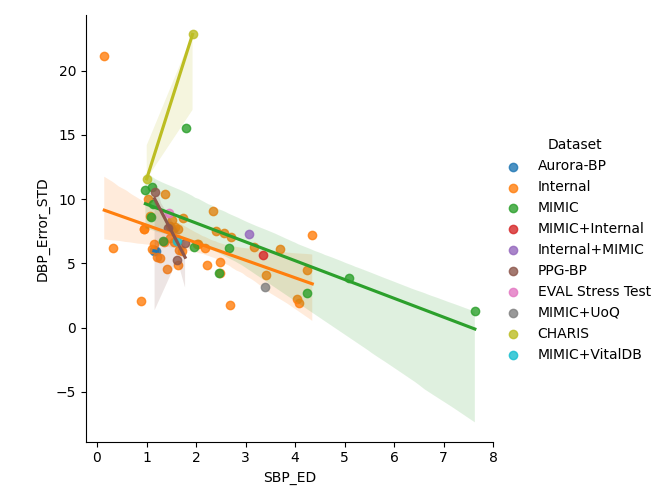 20
15
10
5
0
−5
DBP_Error_STD
0 1 2 3 4 5 6 7 8
SBP_ED
Dataset
Aurora-BP
Internal
MIMIC
MIMIC+Internal
Internal+MIMIC
PPG-BP
EVAL Stress Test
MIMIC+UoQ
CHARIS
MIMIC+VitalDB